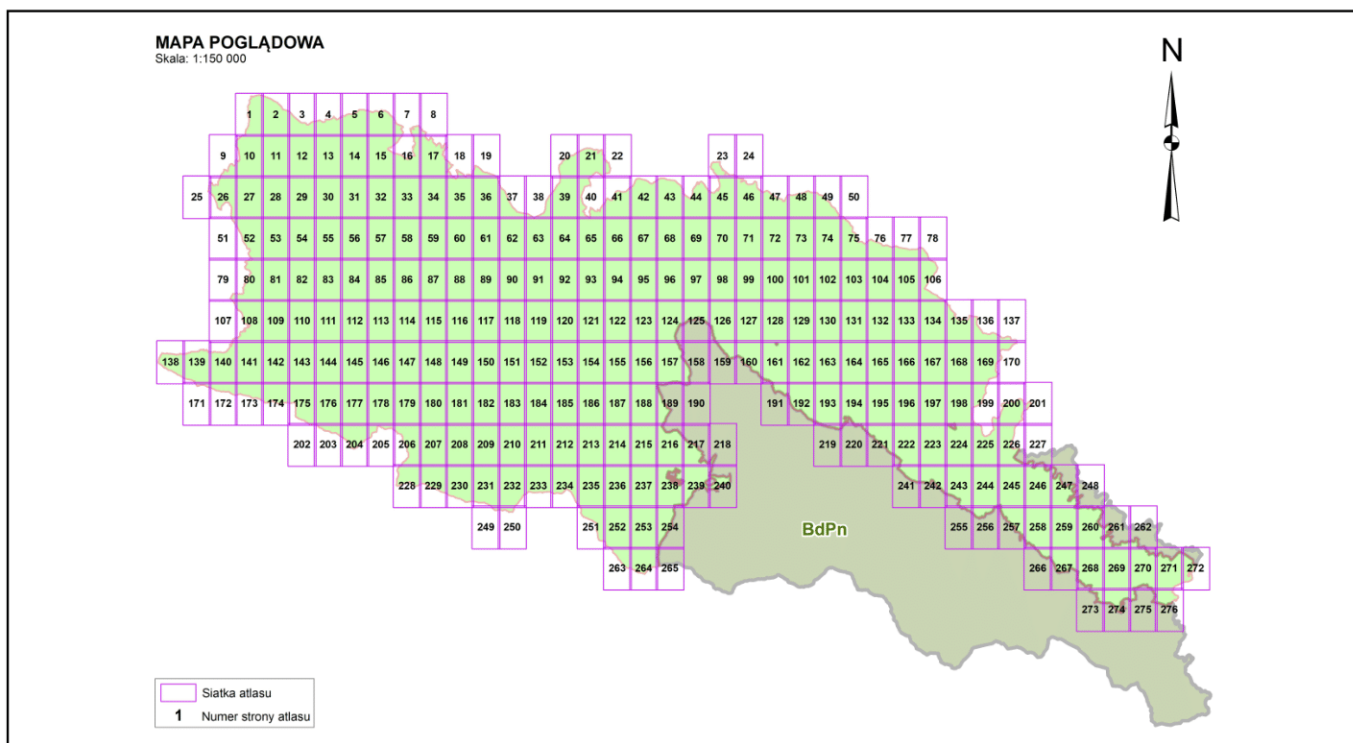 MAPA POGLĄDOWA
Skala: 1:150 000
N
1 2 3 4 5 6 7 8
9 10 11 12 13 14 15 16 17 18 19 20 21 22 23 24
25 26 27 28 29 30 31 32 33 34 35 36 37 38 39 40 41 42 43 44 45 46 47 48 49 50
51 52 53 54 55 56 57 58 59 60 61 62 63 64 65 66 67 68 69 70 71 72 73 74 75 76 77 78
79 80 81 82 83 84 85 86 87 88 89 90 91 92 93 94 95 96 97 98 99 100 101 102 103 104 105 106
107 108 109 110 111 112 113 114 115 116 117 118 119 120 121 122 123 124 125 126 127 128 129 130 131 132 133 134 135 136 137
138 139 140 141 142 143 144 145 146 147 148 149 150 151 152 153 154 155 156 157 158 159 160 161 162 163 164 165 166 167 168 169 170
171 172 173 174 175 176 177 178 179 180 181 182 183 184 185 186 187 188 189 190 191 192 193 194 195 196 197 198 199 200 201
202 203 204 205 206 207 208 209 210 211 212 213 214 215 216 217 218 219 220 221 222 223 224 225 226 227
228 229 230 231 232 233 234 235 236 237 238 239 240 241 242 243 244 245 246 247 248
249 250 251 252 253 254 255 256 257 258 259 260 261 262
BdPn
263 264 265 266 267 268 269 270 271 272
273 274 275 276
Siatka atlasu
1 Numer strony atlasu